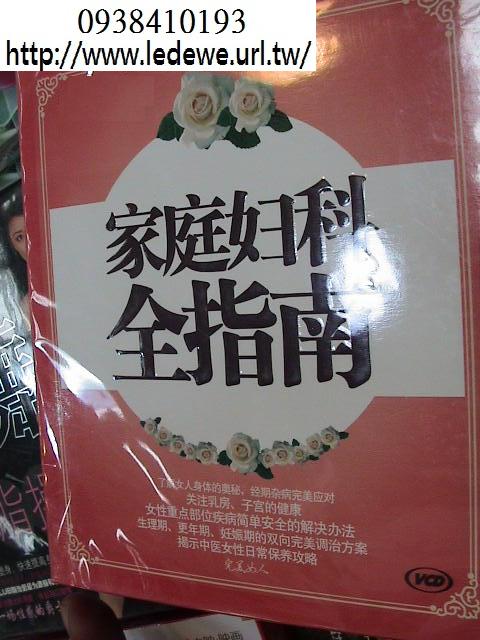 0938410193
http://www.ledewe.url.tw/
家庭妇科
全指南
了解女人身体的奥秘，经期杂病完美应对
关注乳房、子宫的健康
女性重点部位疾病简单安全的解决办法
生理期、更年期、妊娠期的双向完美调治方案
揭示中医女性日常保养攻略
完美女人
VCD